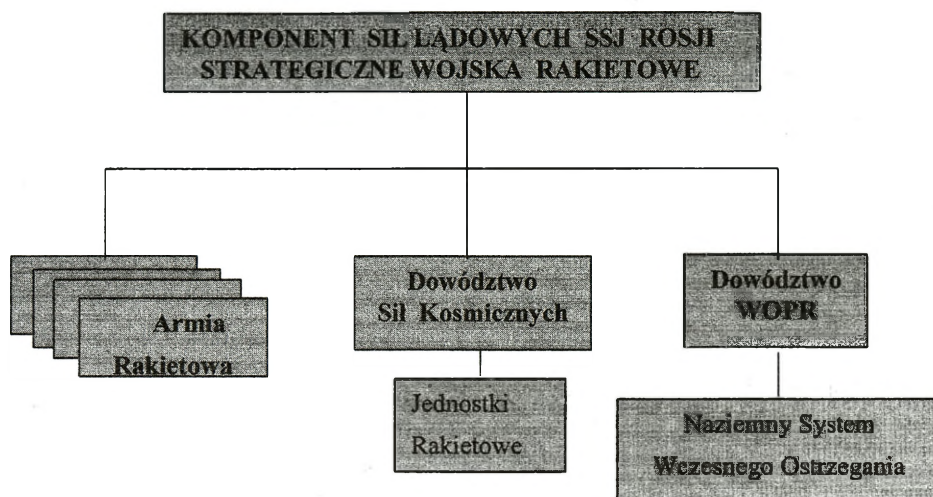 KOMPONENT SIŁ LĄDOWYCH SSJ ROSJI
STRATEGICZNE WOJSKA RAKIETOWE
Armia
Rakietowa
Dowództwo
Sił Kosmicznych
Jednostki
Rakietowe
Dowództwo
WOPR
Naziemny System
Wczesnego Ostrzegania